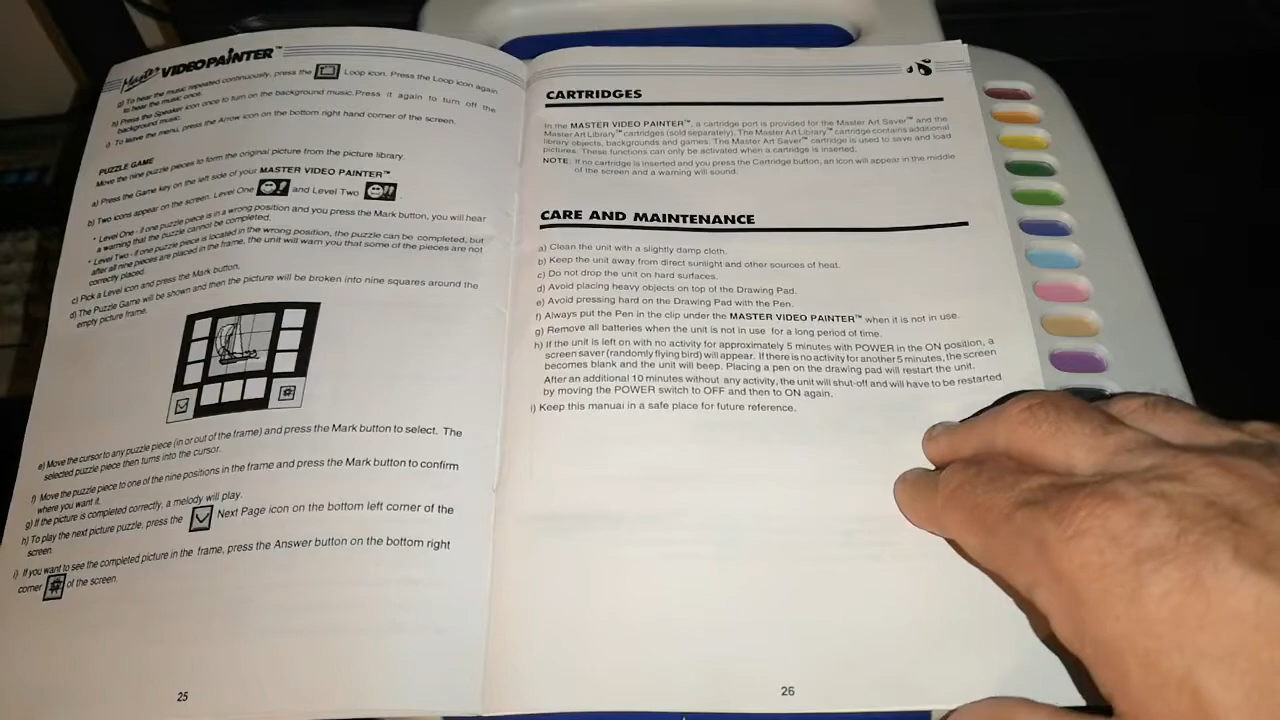 Master VIDEO PAINTER™
g) To hear the music repeated continuously, press the Loop icon. Press the Loop icon again
to hear the music once.
h) Press the Speaker icon once to turn on the background music. Press it again to turn off the
background music.
i) To leave the menu, press the Arrow icon on the bottom right hand corner of the screen.
PUZZLE GAME
Move the nine puzzle pieces to form the original picture from the picture library.
a) Press the Game key on the left side of your MASTER VIDEO PAINTER™.
b) Two icons appear on the screen. Level One and Level Two .
* Level One - if one puzzle piece is in a wrong position and you press the Mark button, you will hear
a warning that the puzzle cannot be completed.
* Level Two - if one puzzle piece is located in the wrong position, the puzzle can be completed, but
after all nine pieces are placed in the frame, the unit will warn you that some of the pieces are not
correctly placed.
c) Pick a Level icon and press the Mark button.
d) The Puzzle Game will be shown and then the picture will be broken into nine squares around the
empty picture frame.
e) Move the cursor to any puzzle piece (in or out of the frame) and press the Mark button to select. The
selected puzzle piece then turns into the cursor.
f) Move the puzzle piece to one of the nine positions in the frame and press the Mark button to confirm
where you want it.
g) If the picture is completed correctly, a melody will play.
h) To play the next picture puzzle, press the Next Page icon on the bottom left corner of the
screen.
i) If you want to see the completed picture in the frame, press the Answer button on the bottom right
corner of the screen.
25
CARTRIDGES
In the MASTER VIDEO PAINTER™, a cartridge port is provided for the Master Art Saver™ and the
Master Art Library™ cartridges (sold separately). The Master Art Library™ cartridge contains additional
library objects, backgrounds and games. The Master Art Saver™ cartridge is used to save and load
pictures. These functions can only be activated when a cartridge is inserted.
NOTE: If no cartridge is inserted and you press the Cartridge button, an icon will appear in the middle
of the screen and a warning will sound.
CARE AND MAINTENANCE
a) Clean the unit with a slightly damp cloth.
b) Keep the unit away from direct sunlight and other sources of heat.
c) Do not drop the unit on hard surfaces.
d) Avoid placing heavy objects on top of the Drawing Pad.
e) Avoid pressing hard on the Drawing Pad with the Pen.
f) Always put the Pen in the clip under the MASTER VIDEO PAINTER™ when it is not in use.
g) Remove all batteries when the unit is not in use for a long period of time.
h) If the unit is left on with no activity for approximately 5 minutes with POWER in the ON position, a
screen saver (randomly flying bird) will appear. If there is no activity for another 5 minutes, the screen
becomes blank and the unit will beep. Placing a pen on the drawing pad will restart the unit.
After an additional 10 minutes without any activity, the unit will shut-off and will have to be restarted
by moving the POWER switch to OFF and then to ON again.
i) Keep this manual in a safe place for future reference.
26